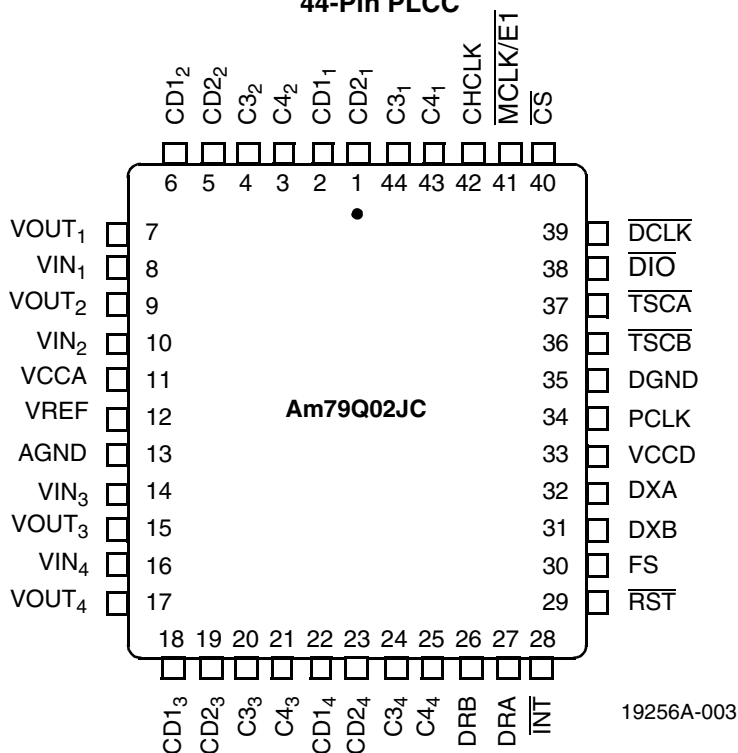 44-Pin PLCC
CD1₂ CD2₂ C3₂ C4₂ CD1₁ CD2₁ C3₁ C4₁ CHCLK MCLK/E1 CS
6 5 4 3 2 1 44 43 42 41 40
VOUT₁ 7 39 DCLK
VIN₁ 8 38 DIO
VOUT₂ 9 37 TSCA
VIN₂ 10 36 TSCB
VCCA 11 35 DGND
VREF 12 Am79Q02JC 34 PCLK
AGND 13 33 VCCD
VIN₃ 14 32 DXA
VOUT₃ 15 31 DXB
VIN₄ 16 30 FS
VOUT₄ 17 29 RST
18 19 20 21 22 23 24 25 26 27 28
CD1₃ CD2₃ C3₃ C4₃ CD1₄ CD2₄ C3₄ C4₄ DRB DRA INT
19256A-003